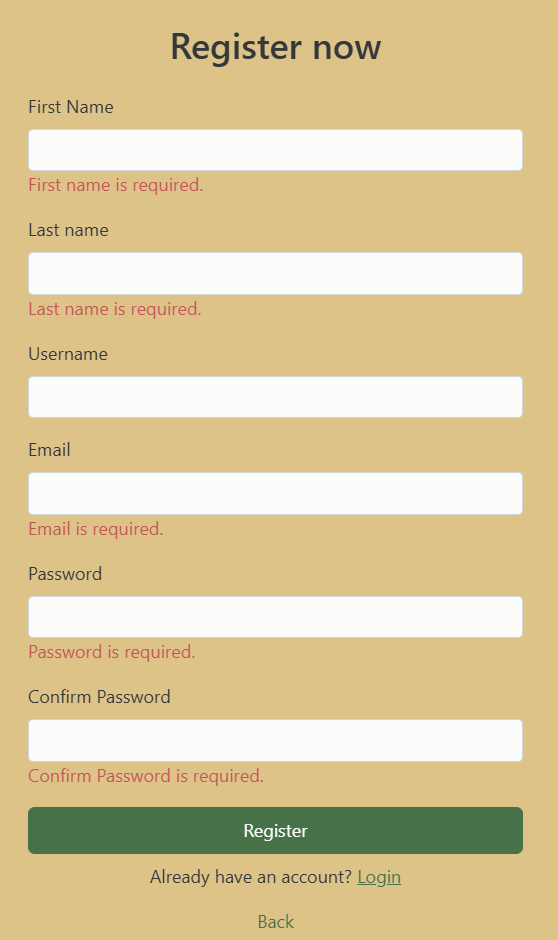 Register now
First Name
First name is required.
Last name
Last name is required.
Username
Email
Email is required.
Password
Password is required.
Confirm Password
Confirm Password is required.
Register
Already have an account? Login
Back